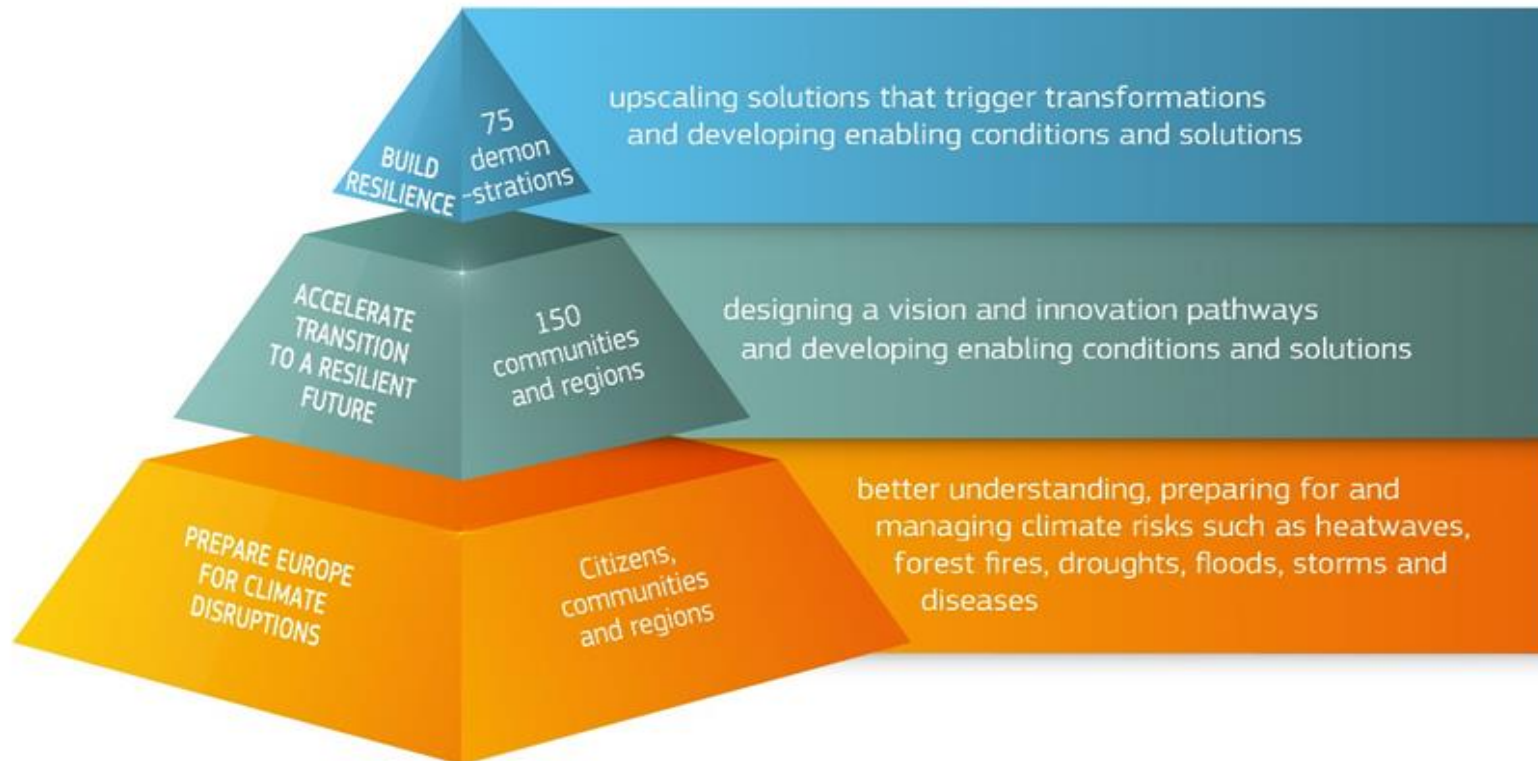 BUILD
RESILIENCE
75
demon
-strations
upscaling solutions that trigger transformations
and developing enabling conditions and solutions
ACCELERATE
TRANSITION
TO A RESILIENT
FUTURE
150
communities
and regions
designing a vision and innovation pathways
and developing enabling conditions and solutions
PREPARE EUROPE
FOR CLIMATE
DISRUPTIONS
Citizens,
communities
and regions
better understanding, preparing for and
managing climate risks such as heatwaves,
forest fires, droughts, floods, storms and
diseases